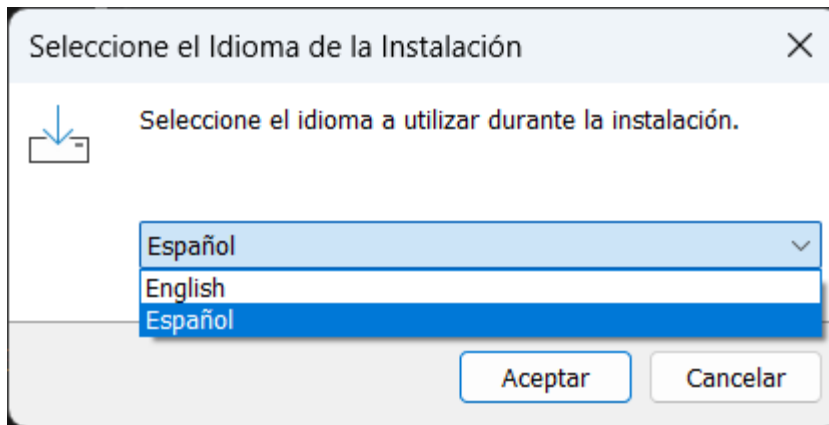 Seleccione el Idioma de la Instalación
Seleccione el idioma a utilizar durante la instalación.
Español
English
Español
Aceptar
Cancelar